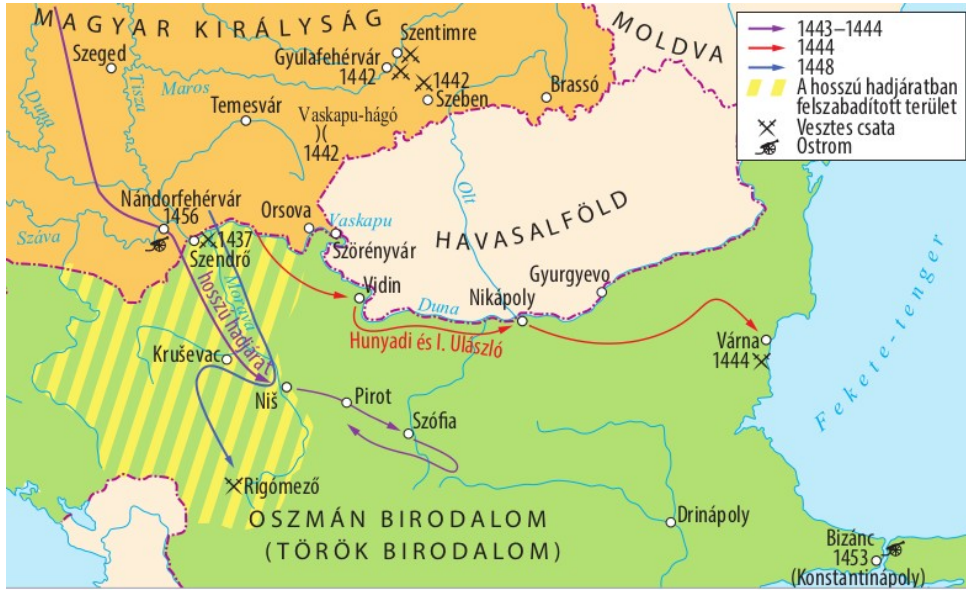 MAGYAR KIRÁLYSÁG
MOLDVA
1443–1444
1444
1448
A hosszú hadjáratban
felszabadított terület
Vesztes csata
Ostrom
Szeged
Szentimre
Gyulafehérvár
1442
1442
Szeben
Brassó
Duna
Tisza
Maros
Temesvár
Vaskapu-hágó
1442
Olt
Nándorfehérvár
1456
Orsova
Vaskapu
Száva
1437
Szendrő
Szörényvár
HAVASALFÖLD
Morava
hosszú hadjárat
Vidin
Duna
Nikápoly
Gyurgyevo
Hunyadi és I. Ulászló
Várna
1444
Fekete-tenger
Kruševac
Niš
Pirot
Szófia
Rigómező
OSZMÁN BIRODALOM
(TÖRÖK BIRODALOM)
Drinápoly
Bizánc
1453
(Konstantinápoly)